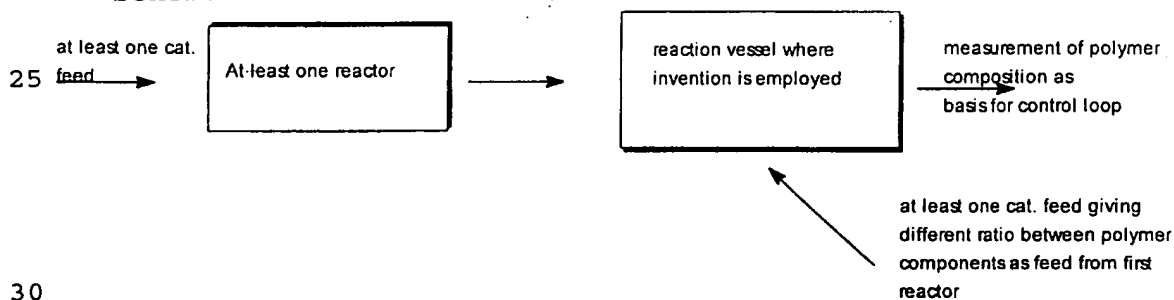 at least one cat.
25 feed
At least one reactor
reaction vessel where
invention is employed
measurement of polymer
composition as
basis for control loop
at least one cat. feed giving
different ratio between polymer
components as feed from first
30 reactor